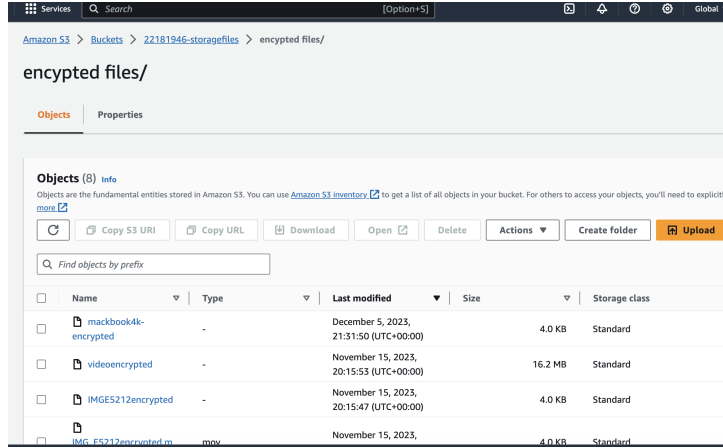 Services Search [Option+S] Global
Amazon S3 > Buckets > 22181946-storagefiles > encypted files/
encypted files/
Objects Properties
Objects (8) Info
Objects are the fundamental entities stored in Amazon S3. You can use Amazon S3 inventory to get a list of all objects in your bucket. For others to access your objects, you'll need to explicitl
more
Copy S3 URI Copy URL Download Open Delete Actions Create folder Upload
Find objects by prefix
Name Type Last modified Size Storage class
mackbook4k-
encrypted
-
December 5, 2023,
21:31:50 (UTC+00:00)
4.0 KB
Standard
videoencrypted
-
November 15, 2023,
20:15:53 (UTC+00:00)
16.2 MB
Standard
IMGE5212encrypted
-
November 15, 2023,
20:15:47 (UTC+00:00)
4.0 KB
Standard
IMG_E5212encrypted.m
mov
November 15, 2023,
4.0 KB
Standard